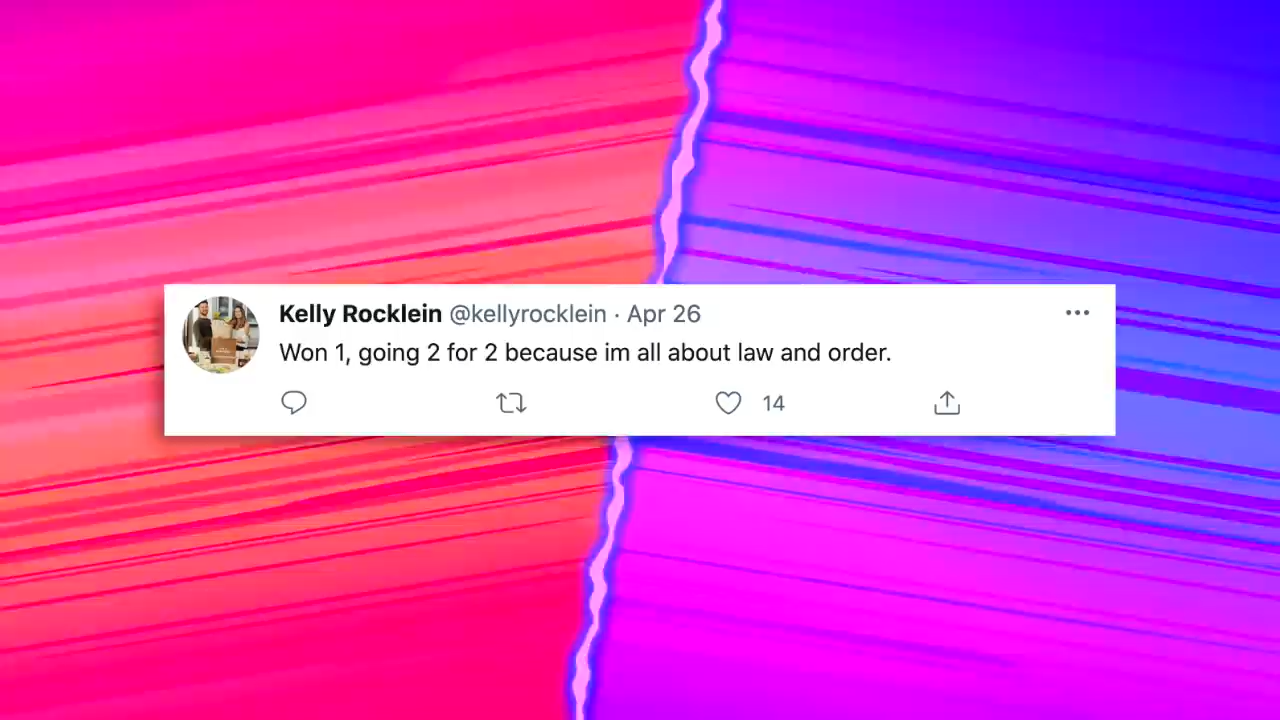 Kelly Rocklein @kellyrocklein · Apr 26
Won 1, going 2 for 2 because im all about law and order.
14